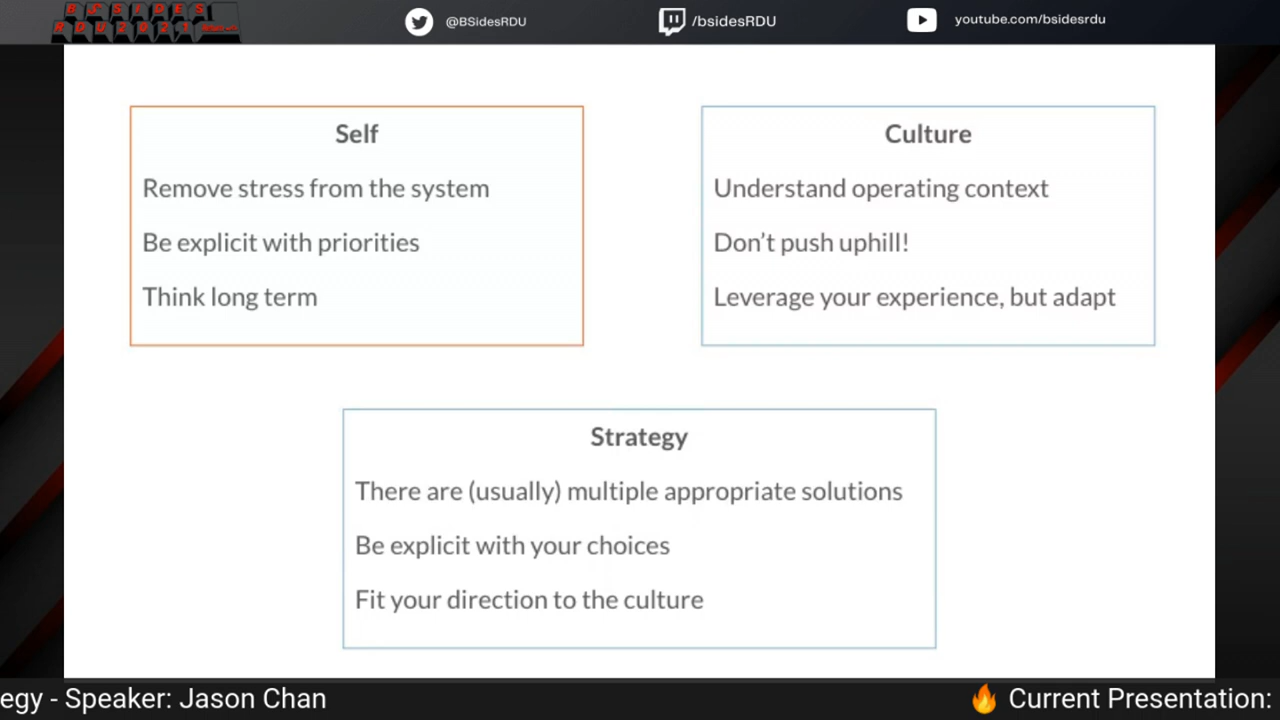 BSIDES
RDU2021
@BSidesRDU
/bsidesRDU
youtube.com/bsidesrdu
Self
Remove stress from the system
Be explicit with priorities
Think long term
Culture
Understand operating context
Don’t push uphill!
Leverage your experience, but adapt
Strategy
There are (usually) multiple appropriate solutions
Be explicit with your choices
Fit your direction to the culture
egy - Speaker: Jason Chan
🔥 Current Presentation: